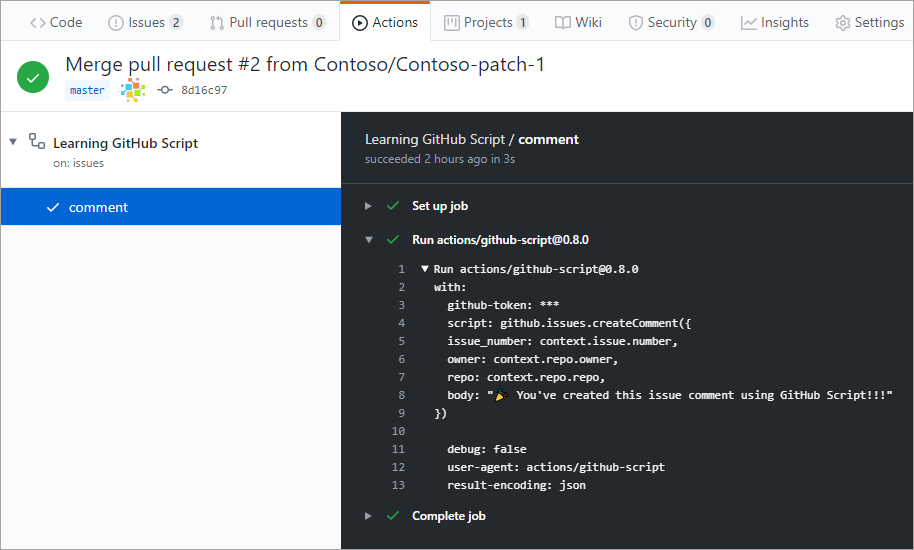 Code Issues 2 Pull requests 0 Actions Projects 1 Wiki Security 0 Insights Settings
Merge pull request #2 from Contoso/Contoso-patch-1
master 8d16c97
Learning GitHub Script
on: issues
comment
Learning GitHub Script / comment
succeeded 2 hours ago in 3s
Set up job
Run actions/github-script@0.8.0
1 Run actions/github-script@0.8.0
2 with:
3 github-token: ***
4 script: github.issues.createComment({
5 issue_number: context.issue.number,
6 owner: context.repo.owner,
7 repo: context.repo.repo,
8 body: "🎉 You've created this issue comment using GitHub Script!!!"
9 })
10
11 debug: false
12 user-agent: actions/github-script
13 result-encoding: json
Complete job